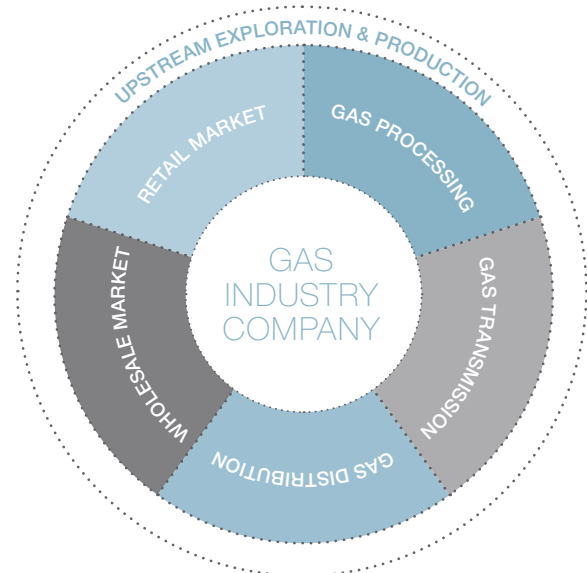 UPSTREAM EXPLORATION & PRODUCTION
RETAIL MARKET
GAS PROCESSING
GAS TRANSMISSION
GAS DISTRIBUTION
WHOLESALE MARKET
GAS
INDUSTRY
COMPANY